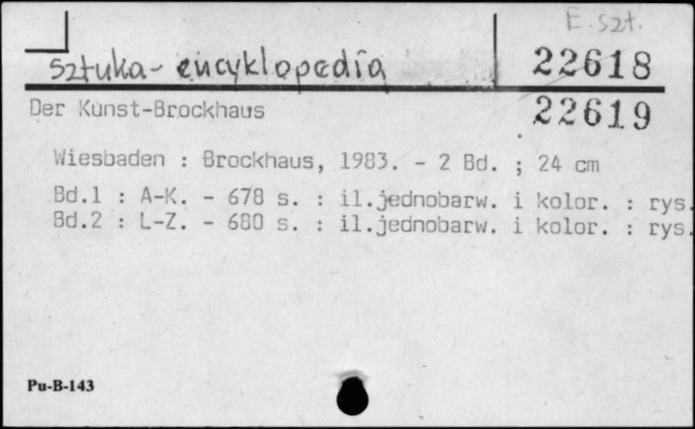 E. szt.
Sztuka - encyklopedia 22618
Der Kunst-Brockhaus 22619
Wiesbaden : Brockhaus, 1983. - 2 Bd. ; 24 cm
Bd.1 : A-K. - 678 s. : il.jednobarw. i kolor. : rys.
Bd.2 : L-Z. - 680 s. : il.jednobarw. i kolor. : rys.
Pu-B-143